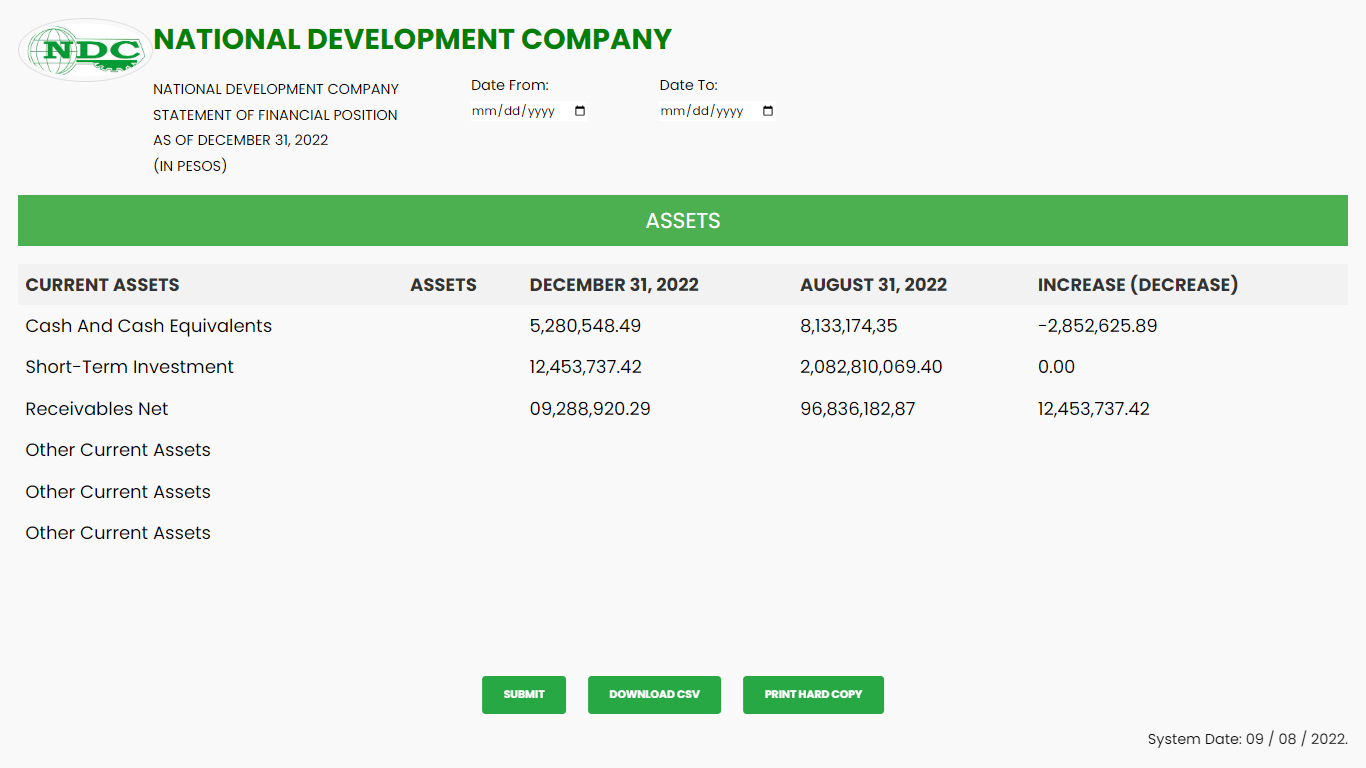 NDC NATIONAL DEVELOPMENT COMPANY
NATIONAL DEVELOPMENT COMPANY
STATEMENT OF FINANCIAL POSITION
AS OF DECEMBER 31, 2022
(IN PESOS)
Date From: Date To:
mm/dd/yyyy mm/dd/yyyy
ASSETS
CURRENT ASSETS ASSETS DECEMBER 31, 2022 AUGUST 31, 2022 INCREASE (DECREASE)
Cash And Cash Equivalents 5,280,548.49 8,133,174,35 -2,852,625.89
Short-Term Investment 12,453,737.42 2,082,810,069.40 0.00
Receivables Net 09,288,920.29 96,836,182,87 12,453,737.42
Other Current Assets
Other Current Assets
Other Current Assets
SUBMIT DOWNLOAD CSV PRINT HARD COPY
System Date: 09 / 08 / 2022.